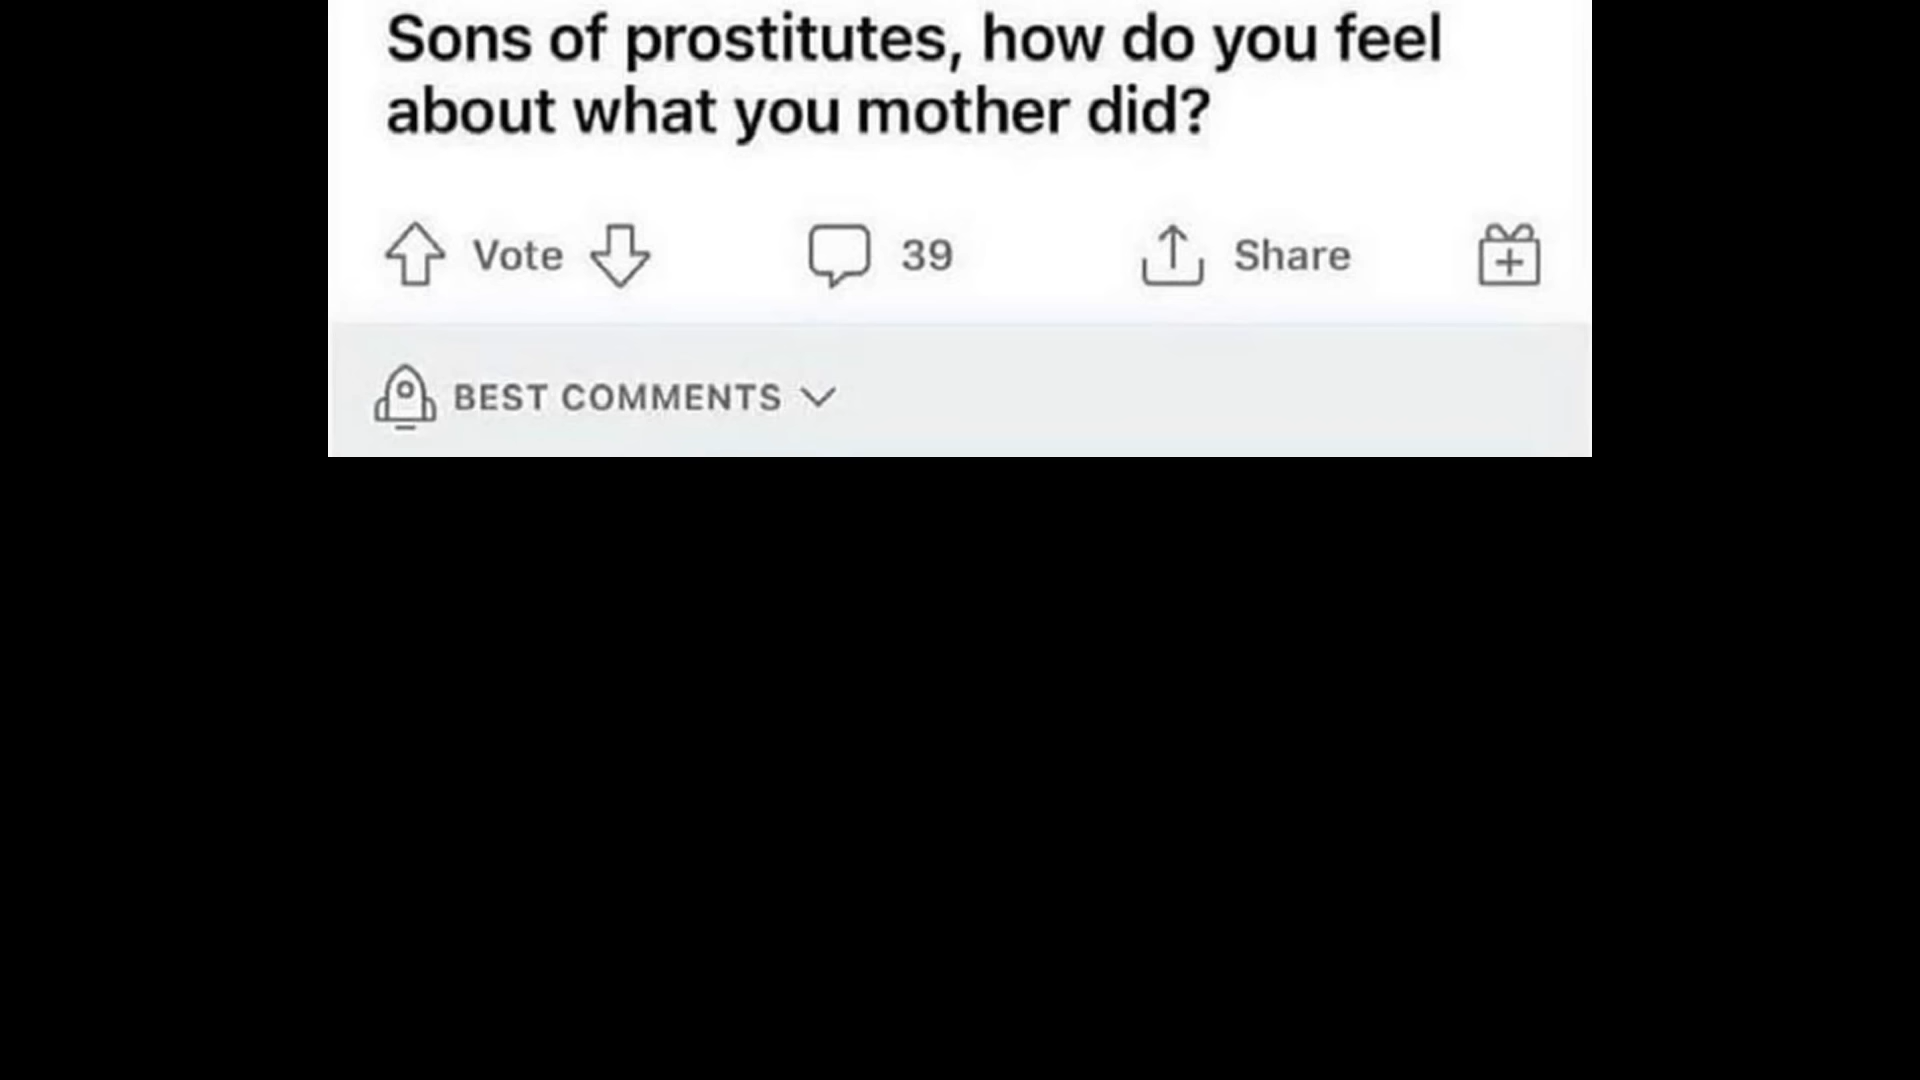 Sons of prostitutes, how do you feel
about what you mother did?
Vote 39 Share
BEST COMMENTS